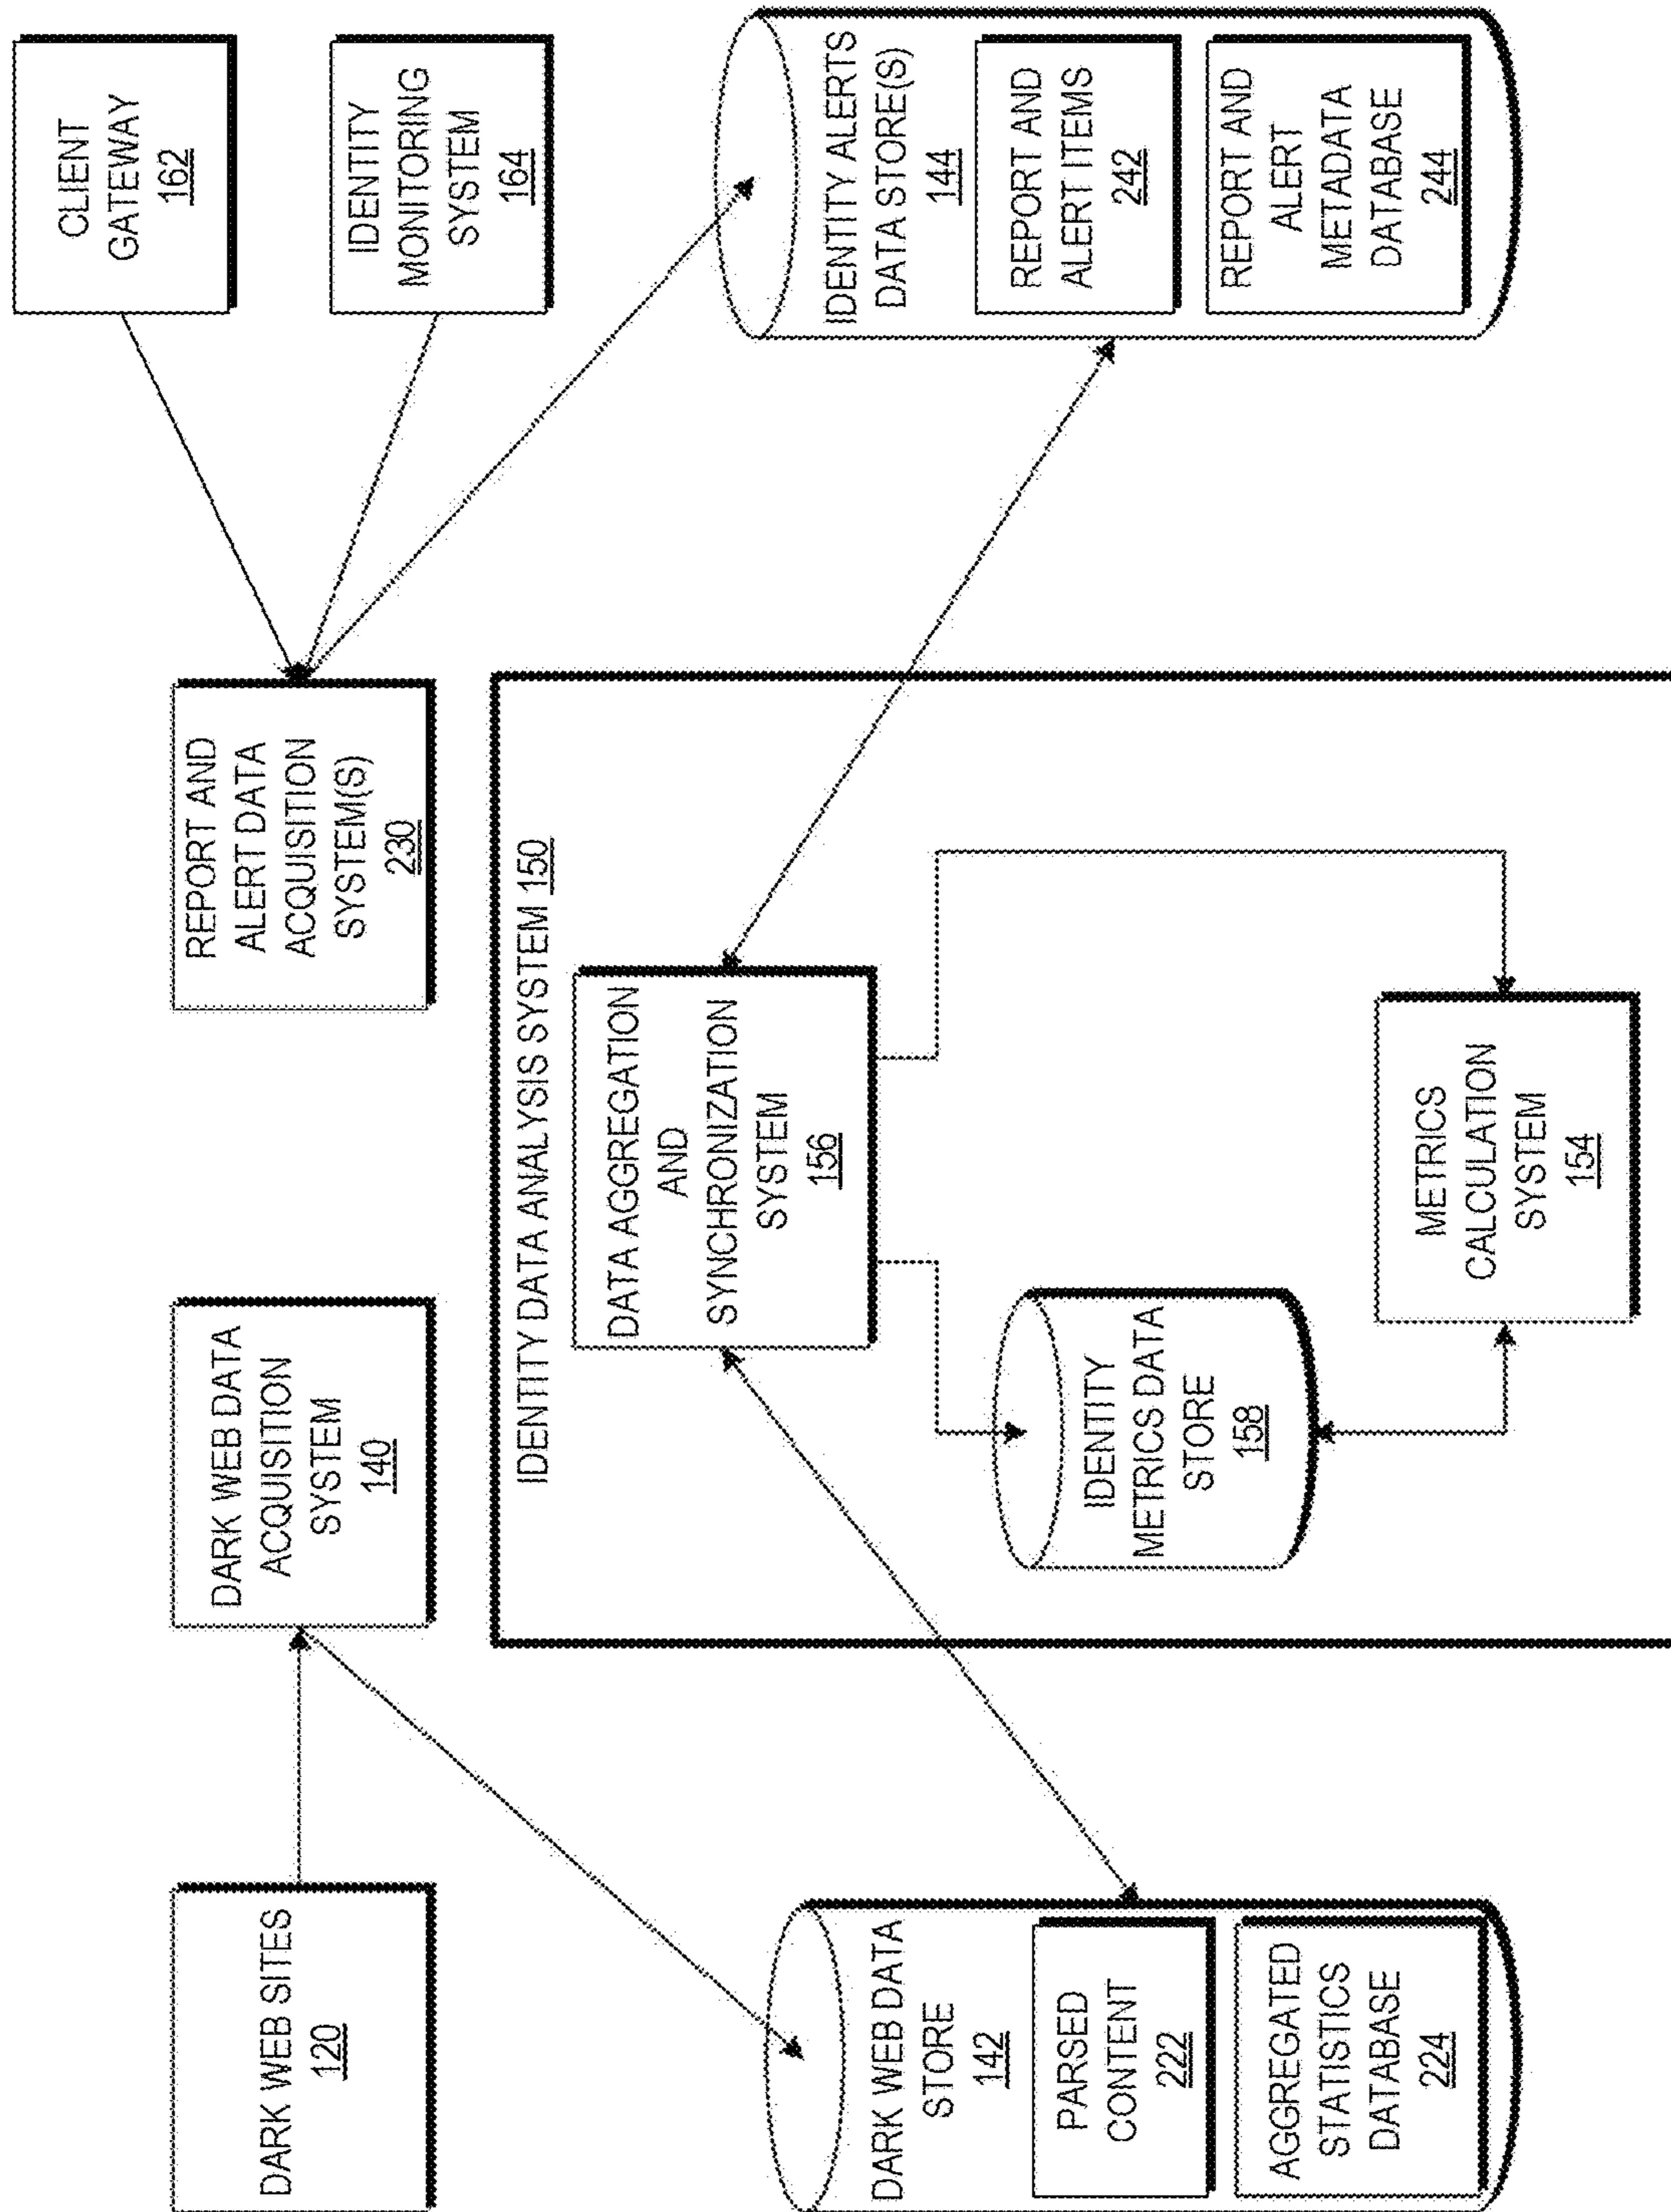 DARK WEB SITES
120
DARK WEB DATA
ACQUISITION
SYSTEM
140
REPORT AND
ALERT DATA
ACQUISITION
SYSTEM(S)
230
CLIENT
GATEWAY
162
IDENTITY
MONITORING
SYSTEM
164
DARK WEB DATA
STORE
142
PARSED
CONTENT
222
AGGREGATED
STATISTICS
DATABASE
224
IDENTITY DATA ANALYSIS SYSTEM 150
DATA AGGREGATION
AND
SYNCHRONIZATION
SYSTEM
156
IDENTITY
METRICS DATA
STORE
158
METRICS
CALCULATION
SYSTEM
154
IDENTITY ALERTS
DATA STORE(S)
144
REPORT AND
ALERT ITEMS
242
REPORT AND
ALERT
METADATA
DATABASE
244